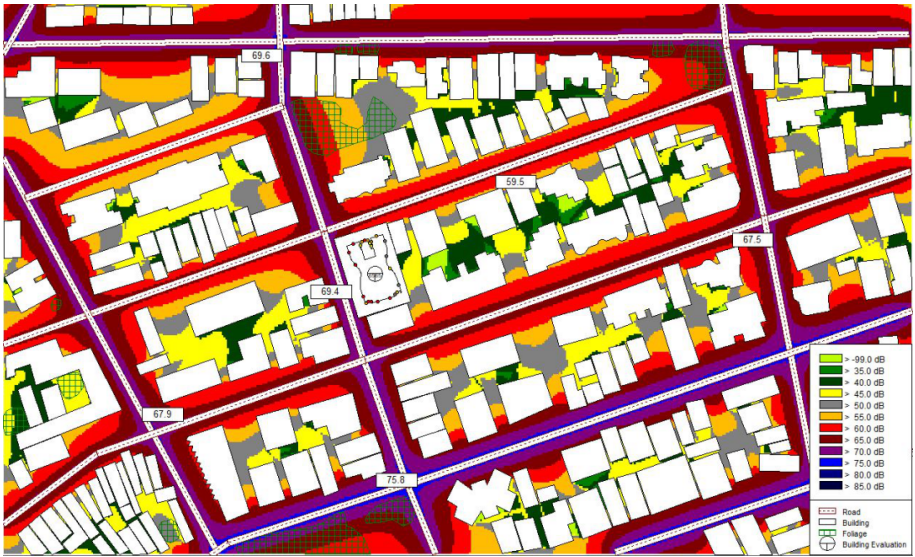 69.6
59.5
67.5
69.4
67.9
75.8
> -99.0 dB
> 35.0 dB
> 40.0 dB
> 45.0 dB
> 50.0 dB
> 55.0 dB
> 60.0 dB
> 65.0 dB
> 70.0 dB
> 75.0 dB
> 80.0 dB
> 85.0 dB
Road
Building
Foliage
Building Evaluation